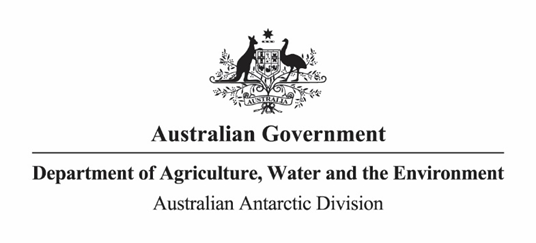 AUSTRALIA
Australian Government
Department of Agriculture, Water and the Environment
Australian Antarctic Division